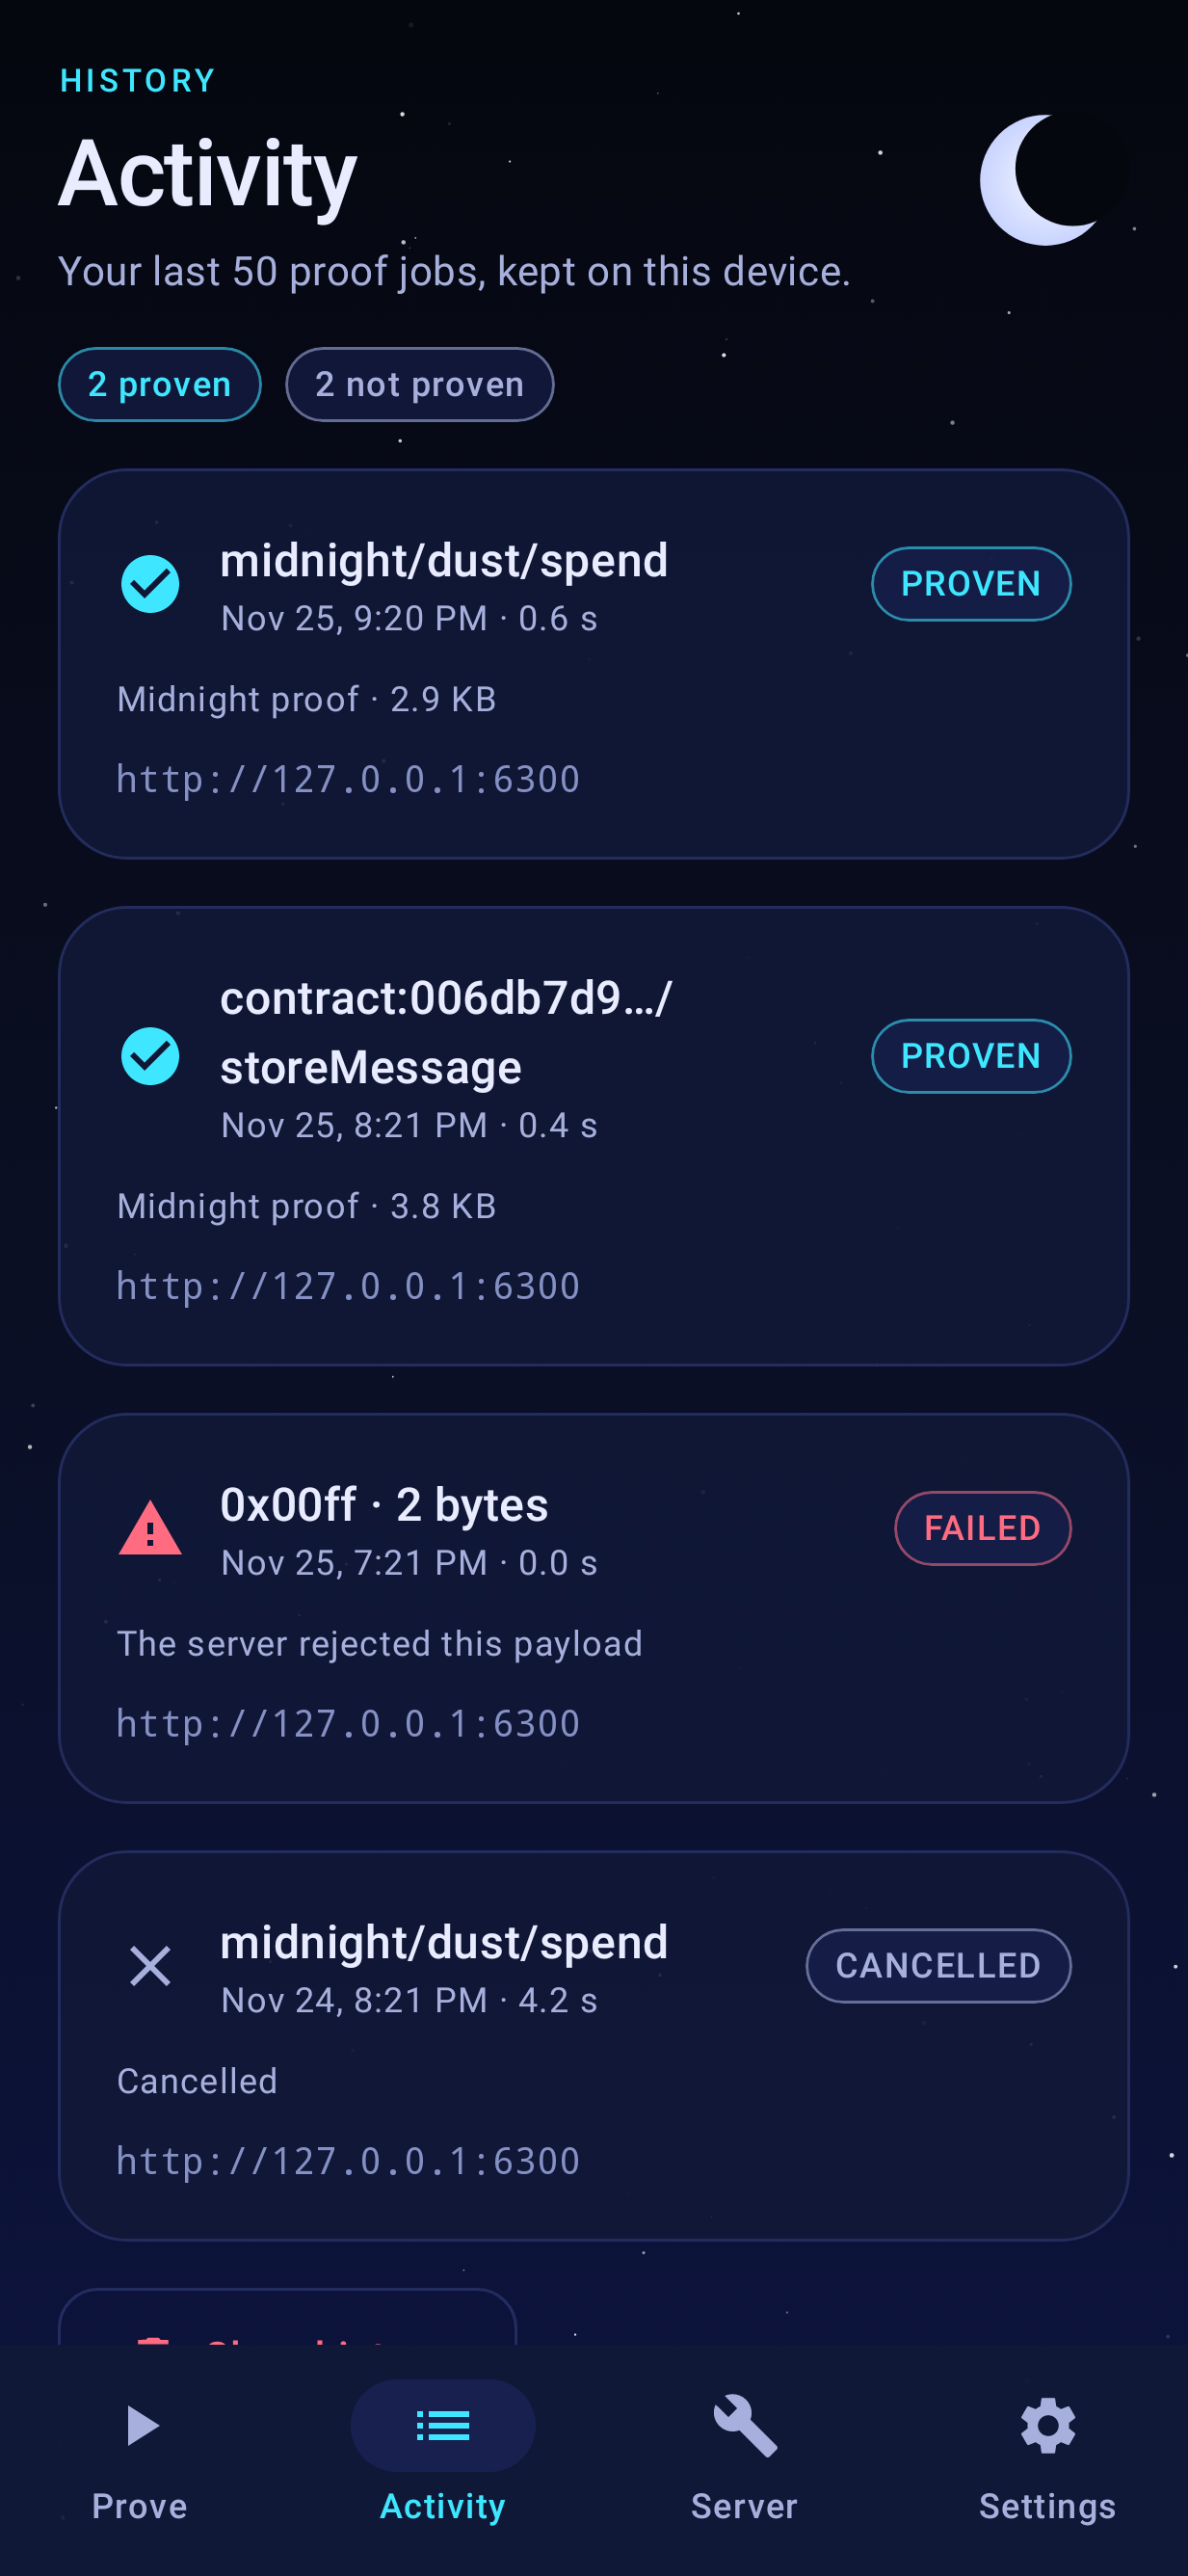 HISTORY
Activity
Your last 50 proof jobs, kept on this device.
2 proven
2 not proven
midnight/dust/spend
Nov 25, 9:20 PM · 0.6 s
PROVEN
Midnight proof · 2.9 KB
http://127.0.0.1:6300
contract:006db7d9…/
storeMessage
Nov 25, 8:21 PM · 0.4 s
PROVEN
Midnight proof · 3.8 KB
http://127.0.0.1:6300
0x00ff · 2 bytes
Nov 25, 7:21 PM · 0.0 s
FAILED
The server rejected this payload
http://127.0.0.1:6300
midnight/dust/spend
Nov 24, 8:21 PM · 4.2 s
CANCELLED
Cancelled
http://127.0.0.1:6300
Prove
Activity
Server
Settings